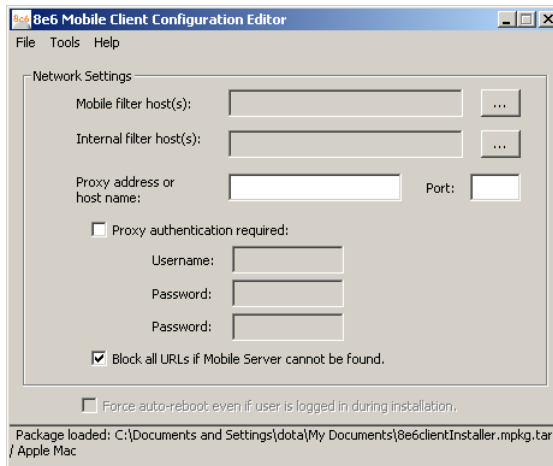 8e6 8e6 Mobile Client Configuration Editor
File Tools Help
Network Settings
Mobile filter host(s): ...
Internal filter host(s): ...
Proxy address or
host name:
Port:
Proxy authentication required:
Username:
Password:
Password:
Block all URLs if Mobile Server cannot be found.
Force auto-reboot even if user is logged in during installation.
Package loaded: C:\Documents and Settings\dota\My Documents\8e6clientInstaller.mpkg.tar
/ Apple Mac